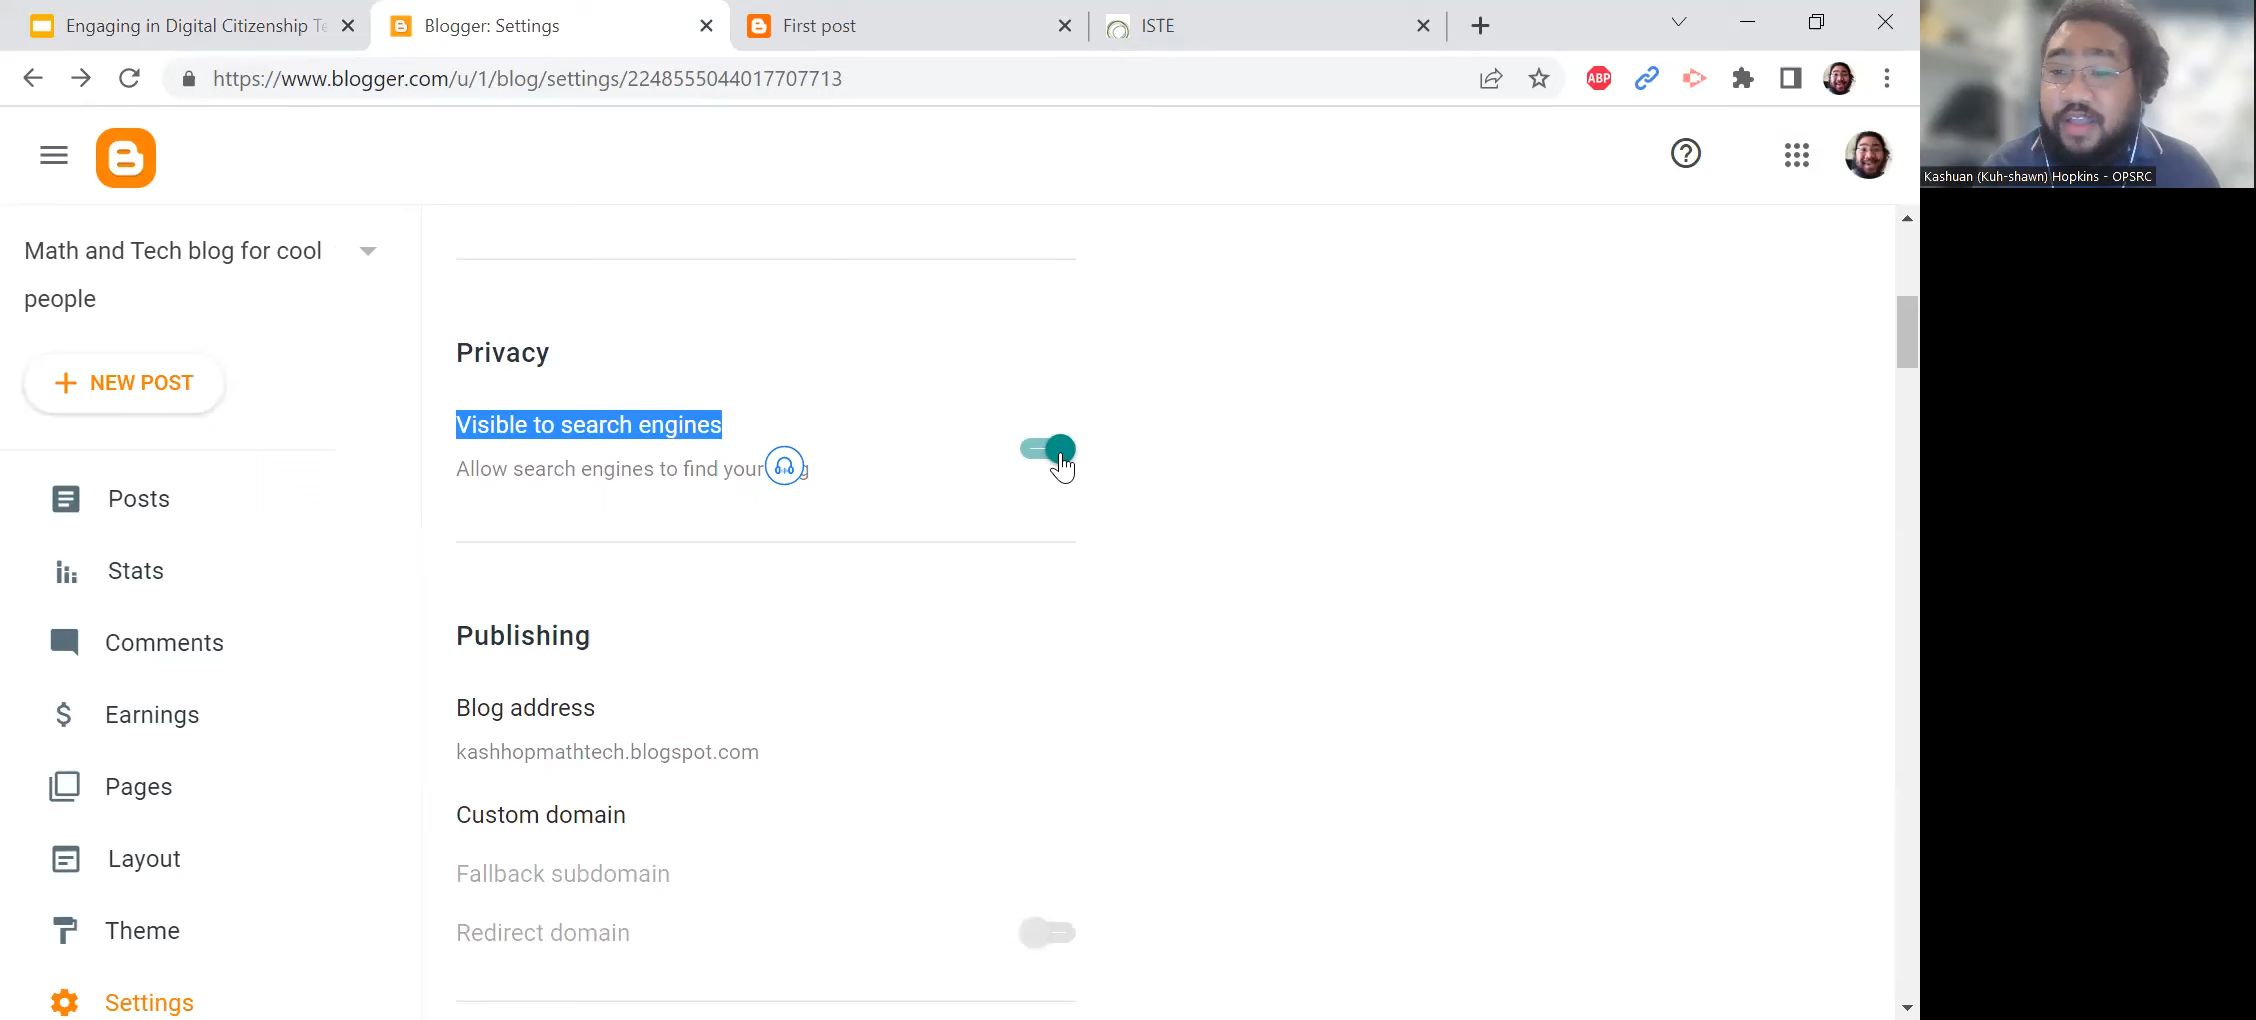 Engaging in Digital Citizenship Te
Blogger: Settings
First post
ISTE
https://www.blogger.com/u/1/blog/settings/2248555044017707713
ABP
Kashuan (Kuh-shawn) Hopkins - OPSRC
Math and Tech blog for cool
people
NEW POST
Posts
Stats
Comments
Earnings
Pages
Layout
Theme
Settings
Privacy
Visible to search engines
Allow search engines to find your
Publishing
Blog address
kashhopmathtech.blogspot.com
Custom domain
Fallback subdomain
Redirect domain